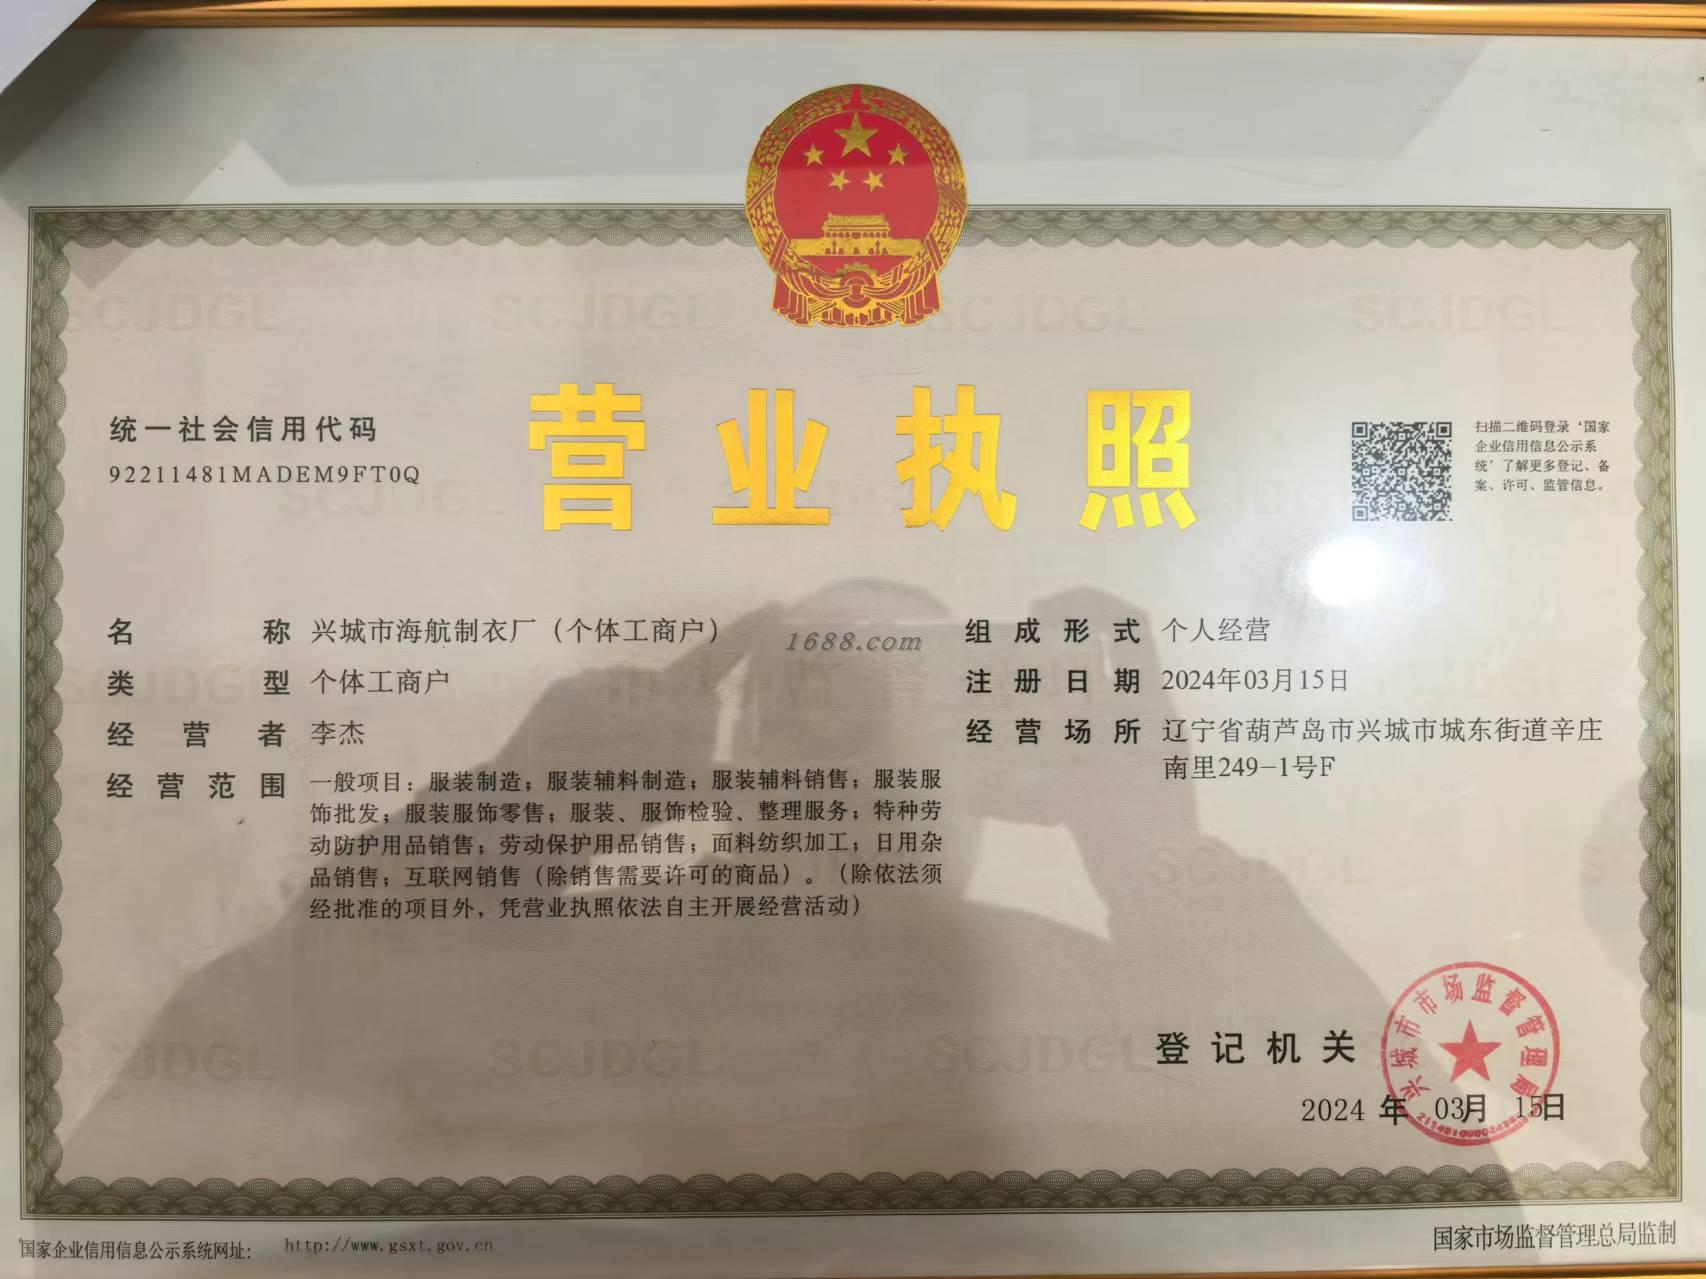 统一社会信用代码
92211481MADEM9FT0Q
营业执照
扫描二维码登录‘国家
企业信用信息公示系
统’了解更多登记、备
案、许可、监管信息。
名称 兴城市海航制衣厂（个体工商户）
类型 个体工商户
经营者 李杰
经营范围 一般项目：服装制造；服装辅料制造；服装辅料销售；服装服
饰批发；服装服饰零售；服装、服饰检验、整理服务；特种劳
动防护用品销售；劳动保护用品销售；面料纺织加工；日用杂
品销售；互联网销售（除销售需要许可的商品）。（除依法须
经批准的项目外，凭营业执照依法自主开展经营活动）
1688.com
组成形式 个人经营
注册日期 2024年03月15日
经营场所 辽宁省葫芦岛市兴城市城东街道辛庄
南里249-1号F
登记机关
兴城市市场监督管理局
2024 年 03月 15日
国家企业信用信息公示系统网址： http://www.gsxt.gov.cn
国家市场监督管理总局监制
SCJDGL
SCJDGL
SCJDGL
SCJDGL
SCJDGL
SCJDGL
SCJDGL
SCJDGL
SCJDGL